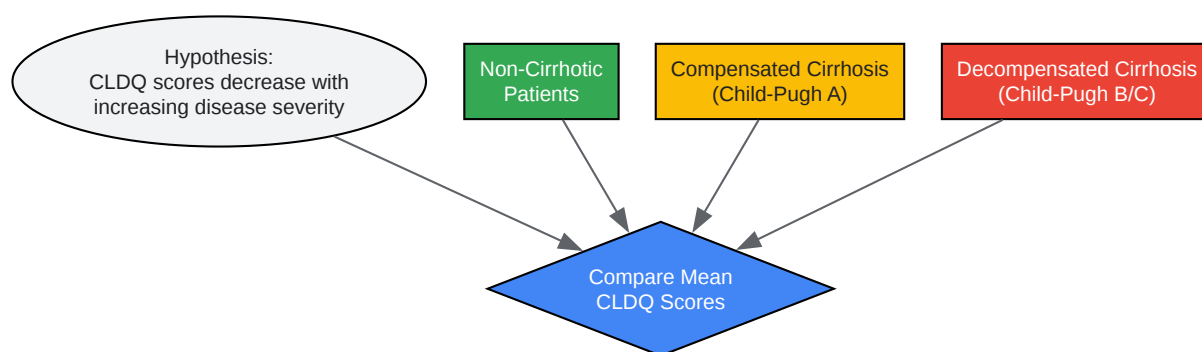 Hypothesis:
CLDQ scores decrease with
increasing disease severity
Non-Cirrhotic
Patients
Compensated Cirrhosis
(Child-Pugh A)
Decompensated Cirrhosis
(Child-Pugh B/C)
Compare Mean
CLDQ Scores